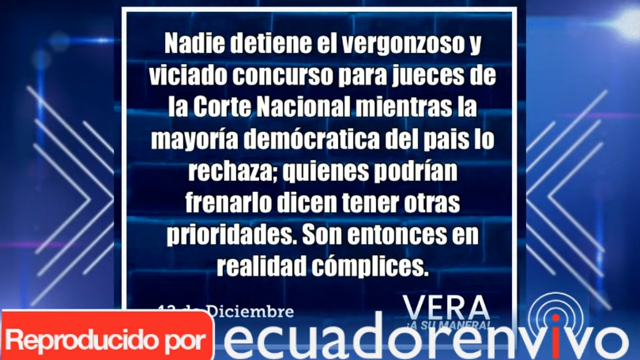 Nadie detiene el vergonzoso y
viciado concurso para jueces de
la Corte Nacional mientras la
mayoría demócratica del pais lo
rechaza; quienes podrían
frenarlo dicen tener otras
prioridades. Son entonces en
realidad cómplices.
de Diciembre
VERA
¡A SU MANERA!
Reproducido por
ecuadorenvivo